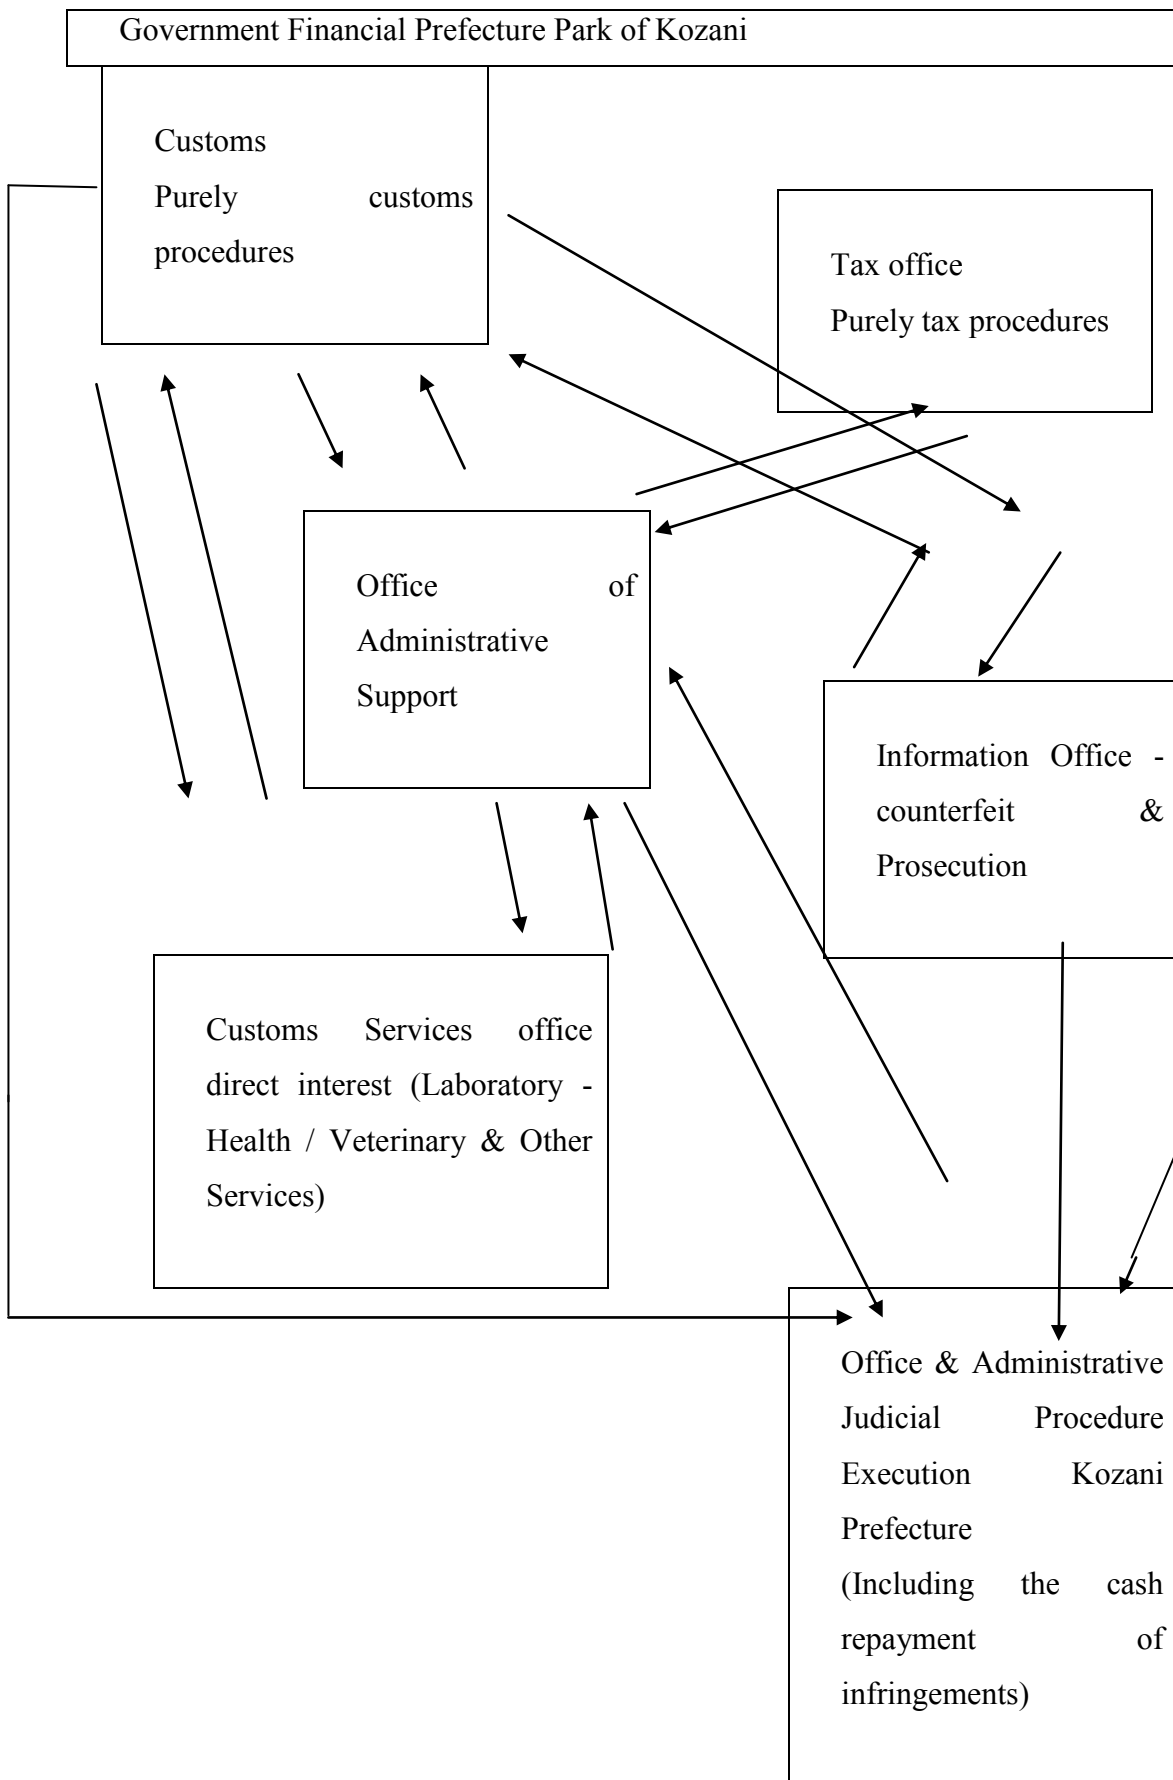 Government Financial Prefecture Park of Kozani
Customs
Purely customs
procedures
Tax office
Purely tax procedures
Office of
Administrative
Support
Information Office -
counterfeit &
Prosecution
Customs Services office
direct interest (Laboratory -
Health / Veterinary & Other
Services)
Office & Administrative
Judicial Procedure
Execution Kozani
Prefecture
(Including the cash
repayment of
infringements)